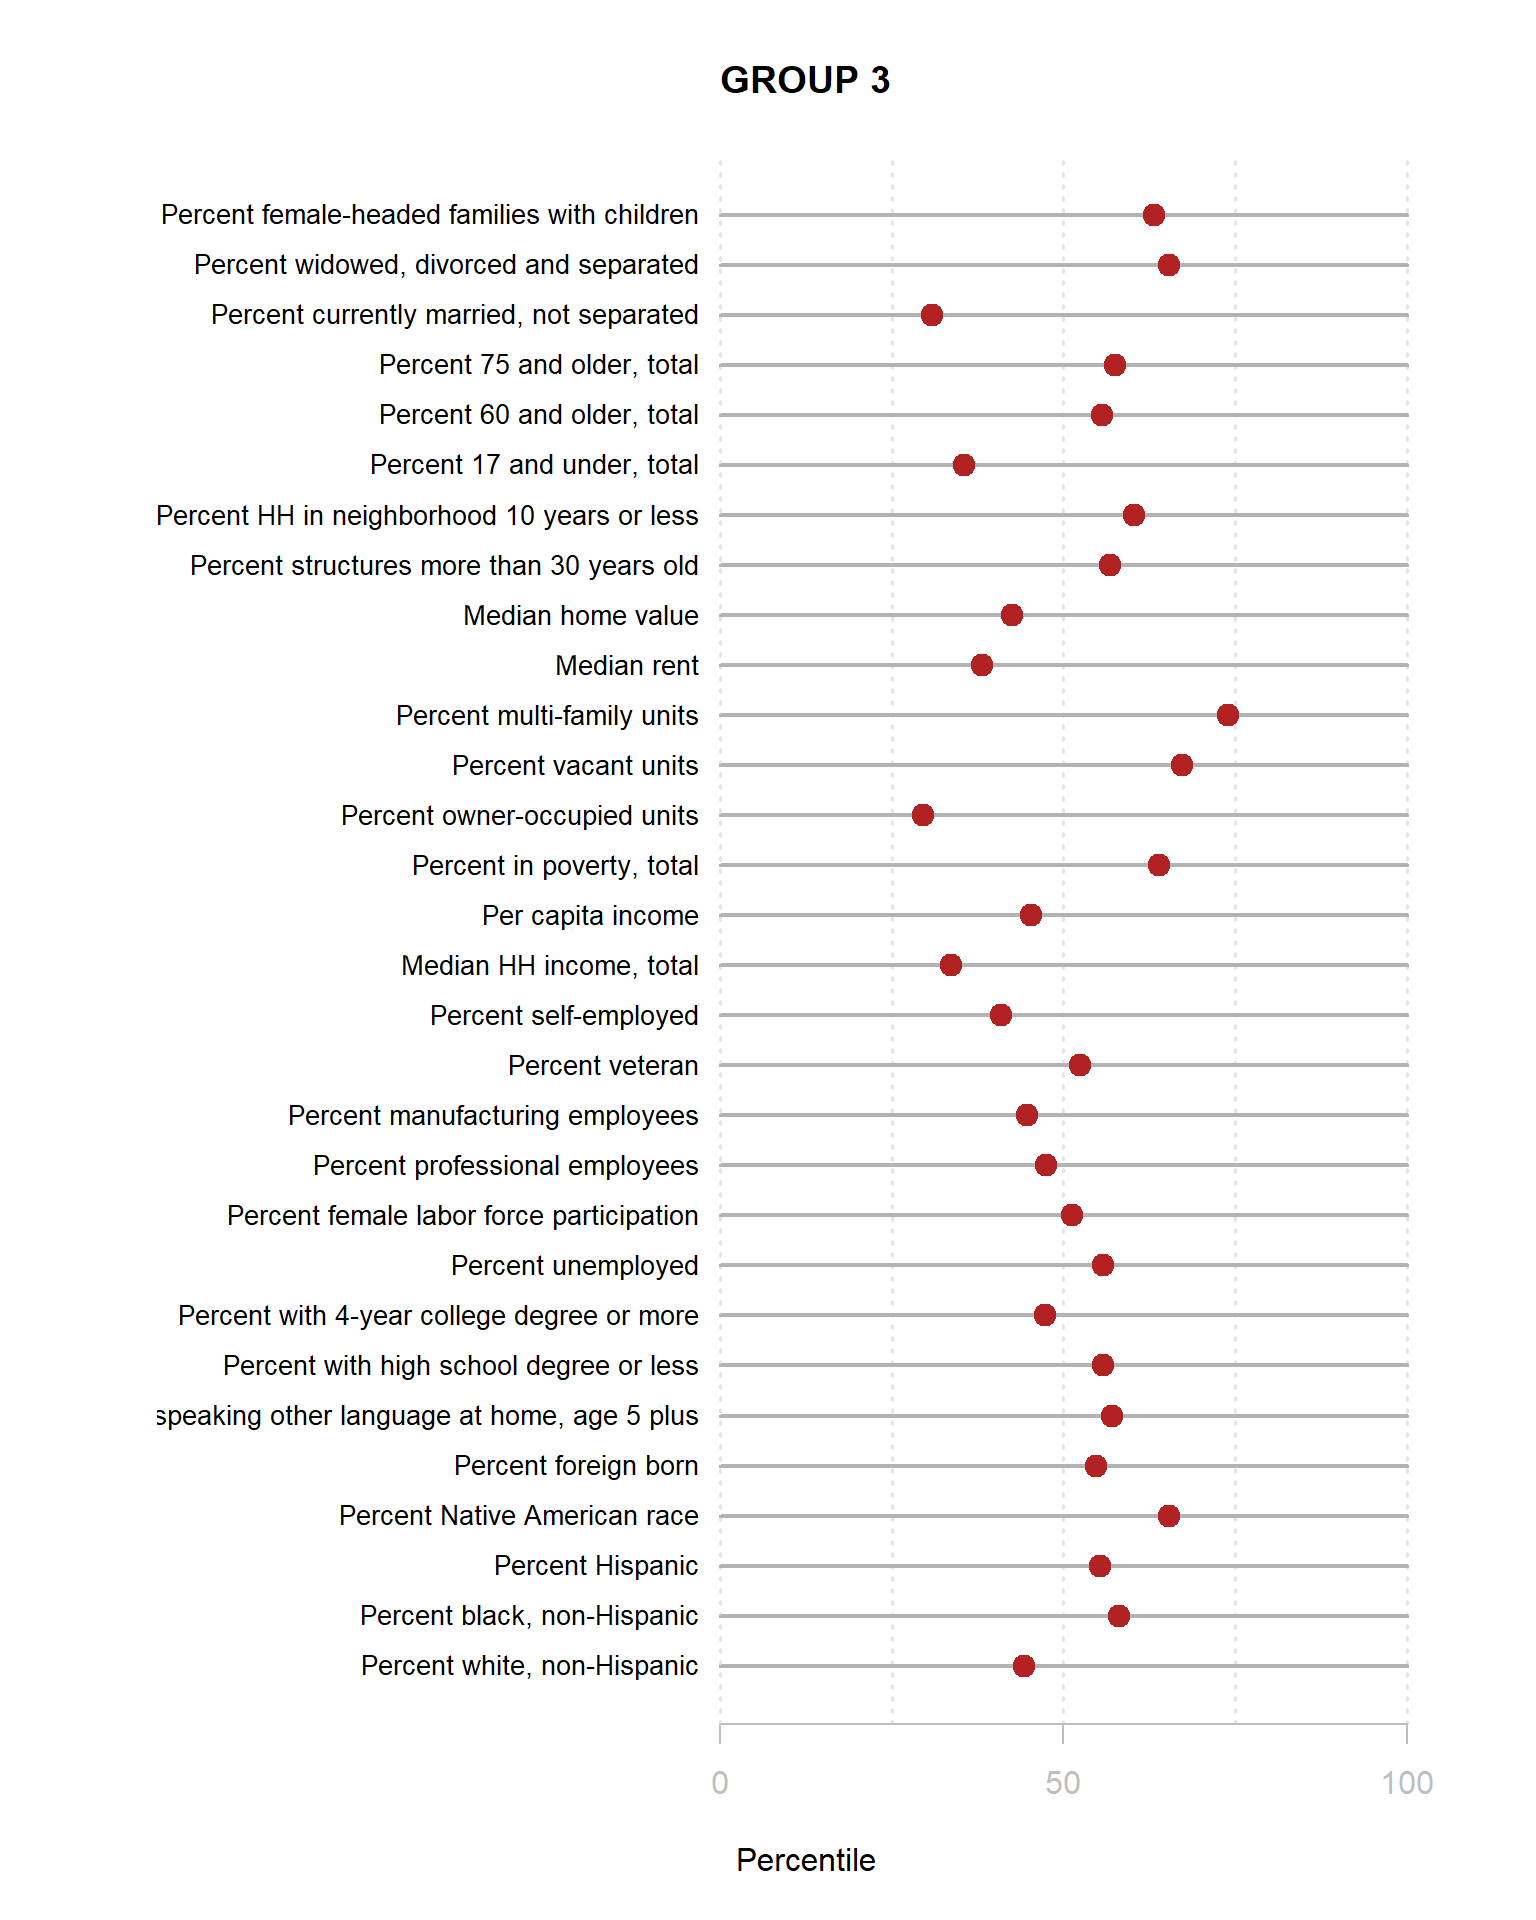 GROUP 3
Percent female-headed families with children
Percent widowed, divorced and separated
Percent currently married, not separated
Percent 75 and older, total
Percent 60 and older, total
Percent 17 and under, total
Percent HH in neighborhood 10 years or less
Percent structures more than 30 years old
Median home value
Median rent
Percent multi-family units
Percent vacant units
Percent owner-occupied units
Percent in poverty, total
Per capita income
Median HH income, total
Percent self-employed
Percent veteran
Percent manufacturing employees
Percent professional employees
Percent female labor force participation
Percent unemployed
Percent with 4-year college degree or more
Percent with high school degree or less
speaking other language at home, age 5 plus
Percent foreign born
Percent Native American race
Percent Hispanic
Percent black, non-Hispanic
Percent white, non-Hispanic
0 50 100
Percentile